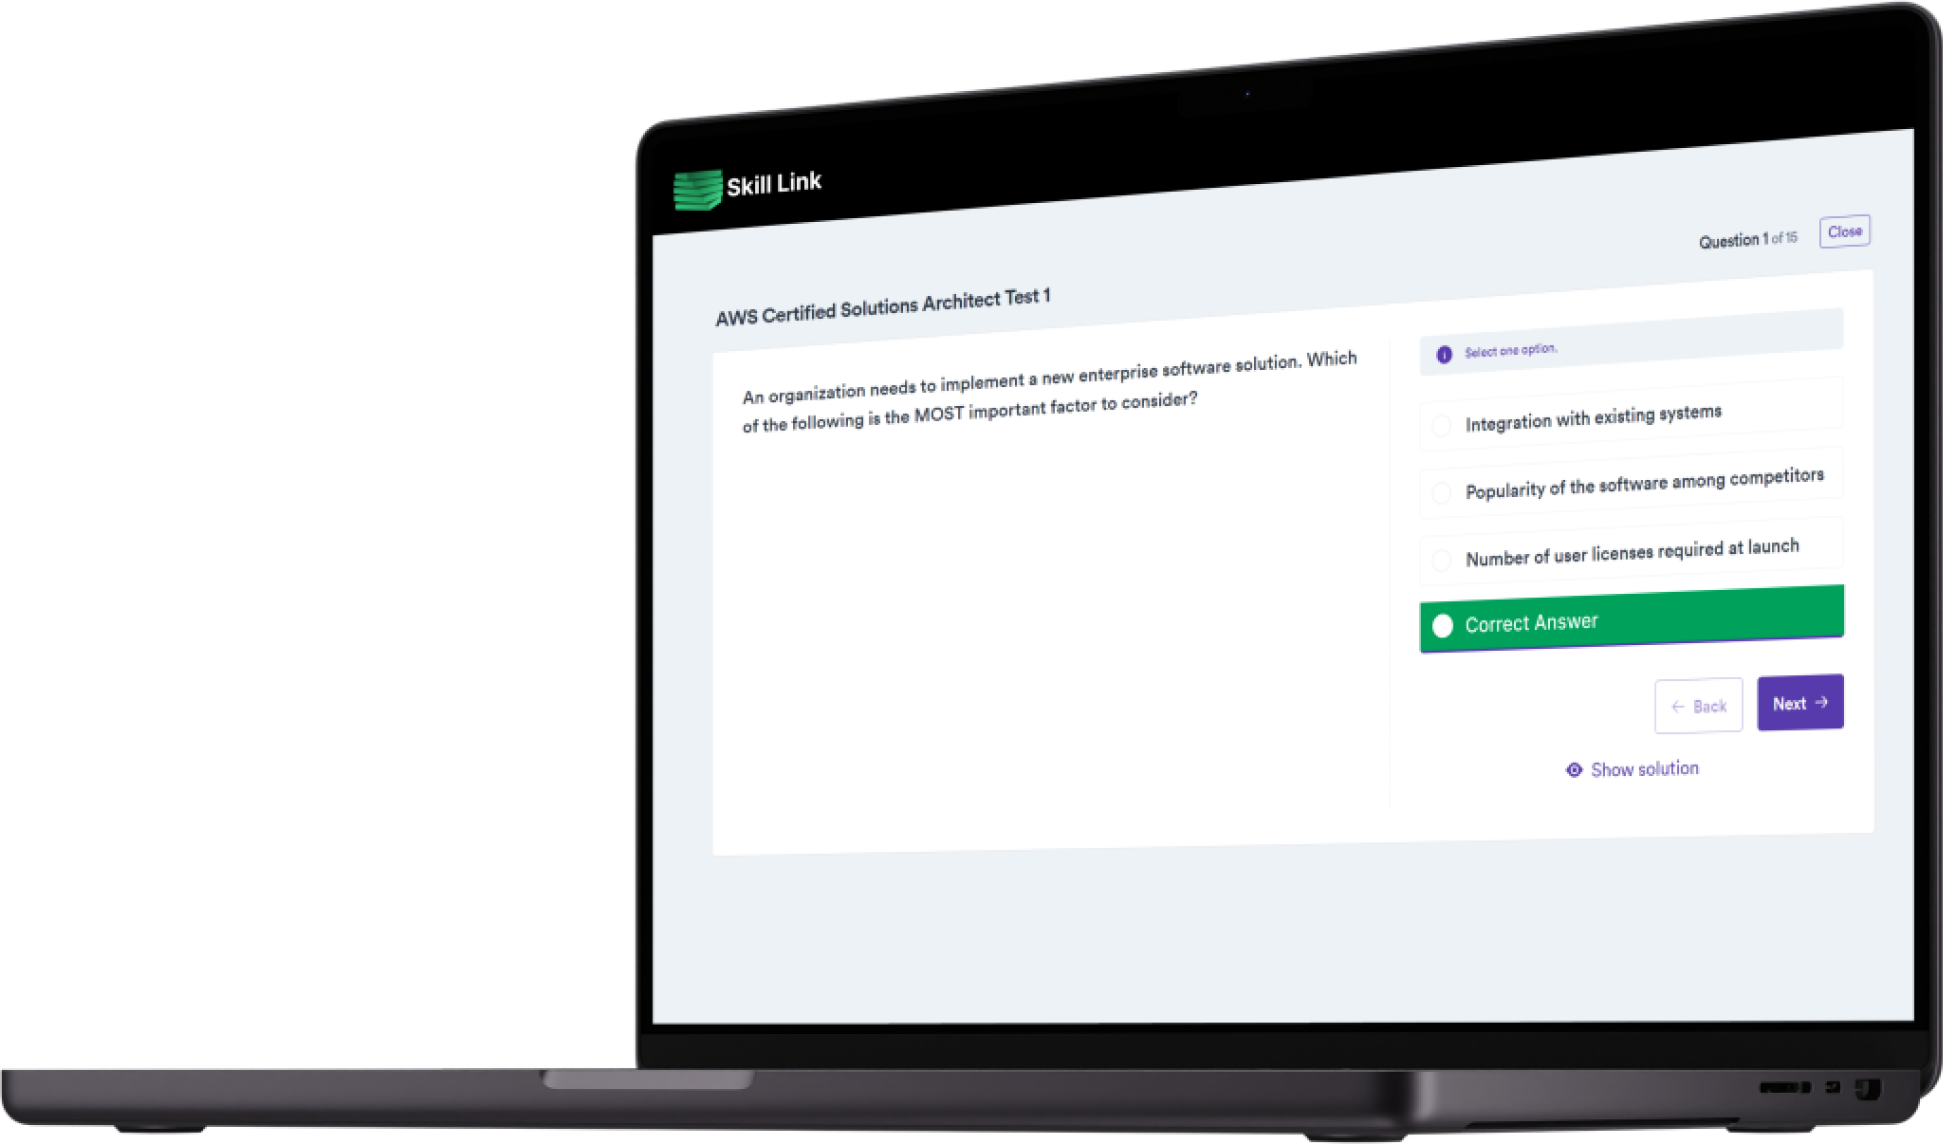 Skill Link
Question 1 of 15
Close
AWS Certified Solutions Architect Test 1
An organization needs to implement a new enterprise software solution. Which
of the following is the MOST important factor to consider?
Select one option.
Integration with existing systems
Popularity of the software among competitors
Number of user licenses required at launch
Correct Answer
← Back
Next →
Show solution